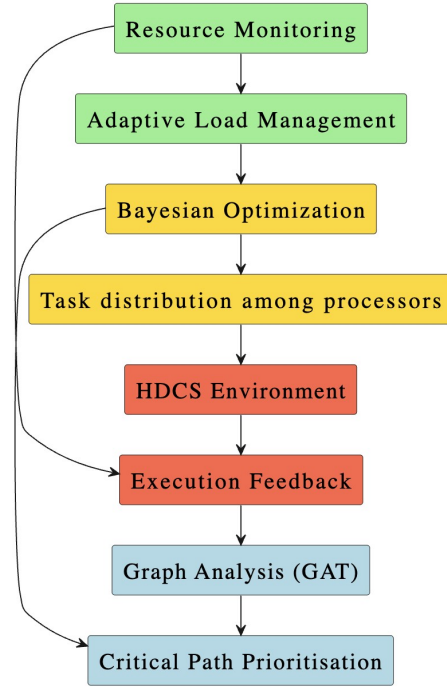 Resource Monitoring
Adaptive Load Management
Bayesian Optimization
Task distribution among processors
HDCS Environment
Execution Feedback
Graph Analysis (GAT)
Critical Path Prioritisation